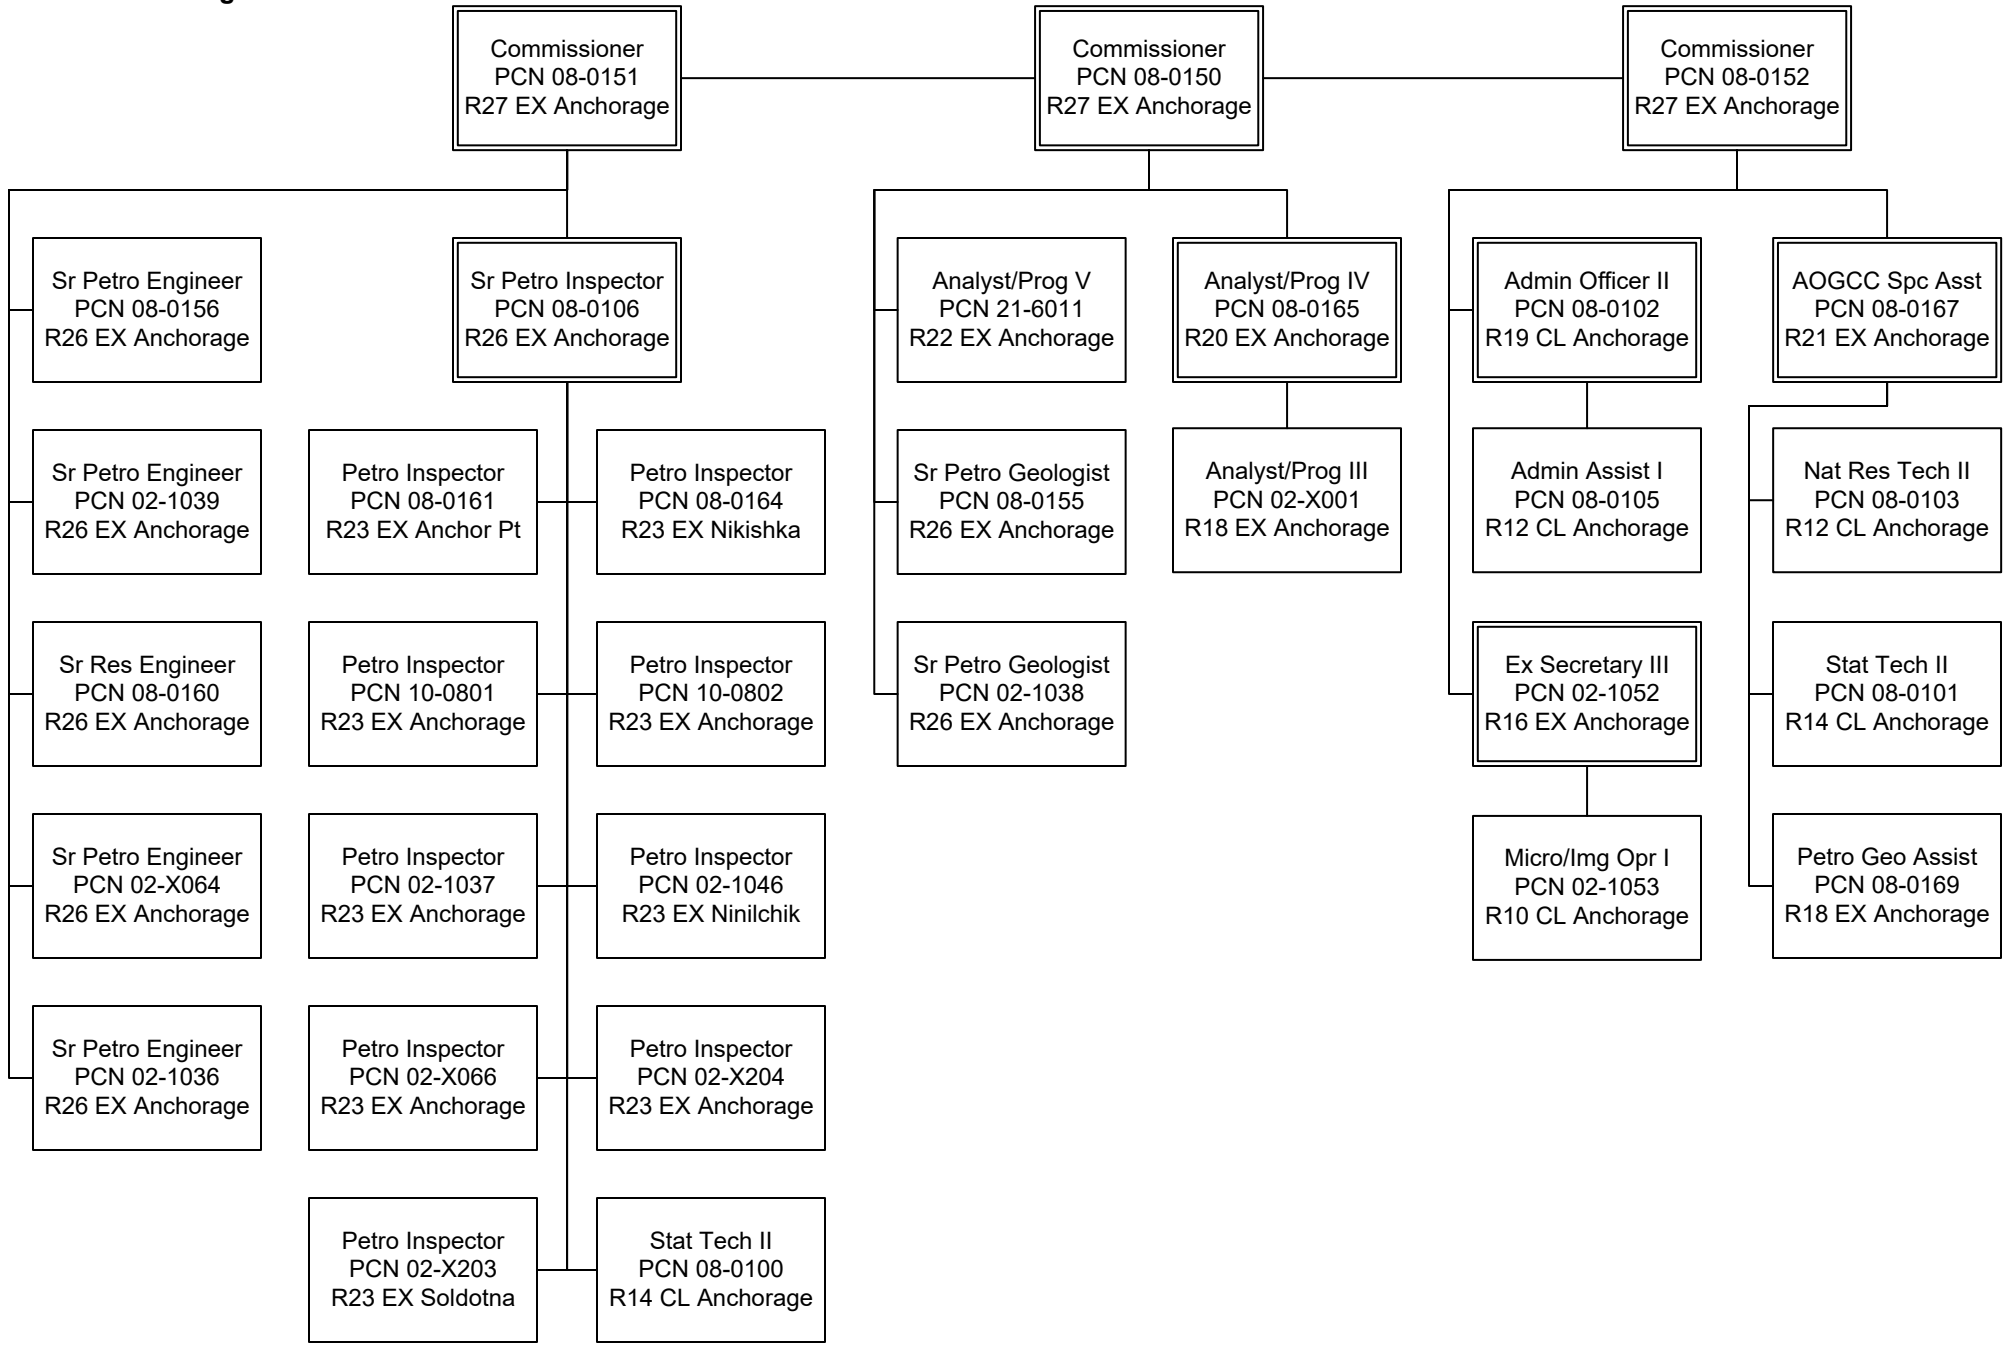 Commissioner
PCN 08-0151
R27 EX Anchorage
Commissioner
PCN 08-0150
R27 EX Anchorage
Commissioner
PCN 08-0152
R27 EX Anchorage
Sr Petro Engineer
PCN 08-0156
R26 EX Anchorage
Sr Petro Inspector
PCN 08-0106
R26 EX Anchorage
Analyst/Prog V
PCN 21-6011
R22 EX Anchorage
Analyst/Prog IV
PCN 08-0165
R20 EX Anchorage
Admin Officer II
PCN 08-0102
R19 CL Anchorage
AOGCC Spc Asst
PCN 08-0167
R21 EX Anchorage
Sr Petro Engineer
PCN 02-1039
R26 EX Anchorage
Petro Inspector
PCN 08-0161
R23 EX Anchor Pt
Petro Inspector
PCN 08-0164
R23 EX Nikishka
Sr Petro Geologist
PCN 08-0155
R26 EX Anchorage
Analyst/Prog III
PCN 02-X001
R18 EX Anchorage
Admin Assist I
PCN 08-0105
R12 CL Anchorage
Nat Res Tech II
PCN 08-0103
R12 CL Anchorage
Sr Res Engineer
PCN 08-0160
R26 EX Anchorage
Petro Inspector
PCN 10-0801
R23 EX Anchorage
Petro Inspector
PCN 10-0802
R23 EX Anchorage
Sr Petro Geologist
PCN 02-1038
R26 EX Anchorage
Ex Secretary III
PCN 02-1052
R16 EX Anchorage
Stat Tech II
PCN 08-0101
R14 CL Anchorage
Sr Petro Engineer
PCN 02-X064
R26 EX Anchorage
Petro Inspector
PCN 02-1037
R23 EX Anchorage
Petro Inspector
PCN 02-1046
R23 EX Ninilchik
Micro/Img Opr I
PCN 02-1053
R10 CL Anchorage
Petro Geo Assist
PCN 08-0169
R18 EX Anchorage
Sr Petro Engineer
PCN 02-1036
R26 EX Anchorage
Petro Inspector
PCN 02-X066
R23 EX Anchorage
Petro Inspector
PCN 02-X204
R23 EX Anchorage
Petro Inspector
PCN 02-X203
R23 EX Soldotna
Stat Tech II
PCN 08-0100
R14 CL Anchorage